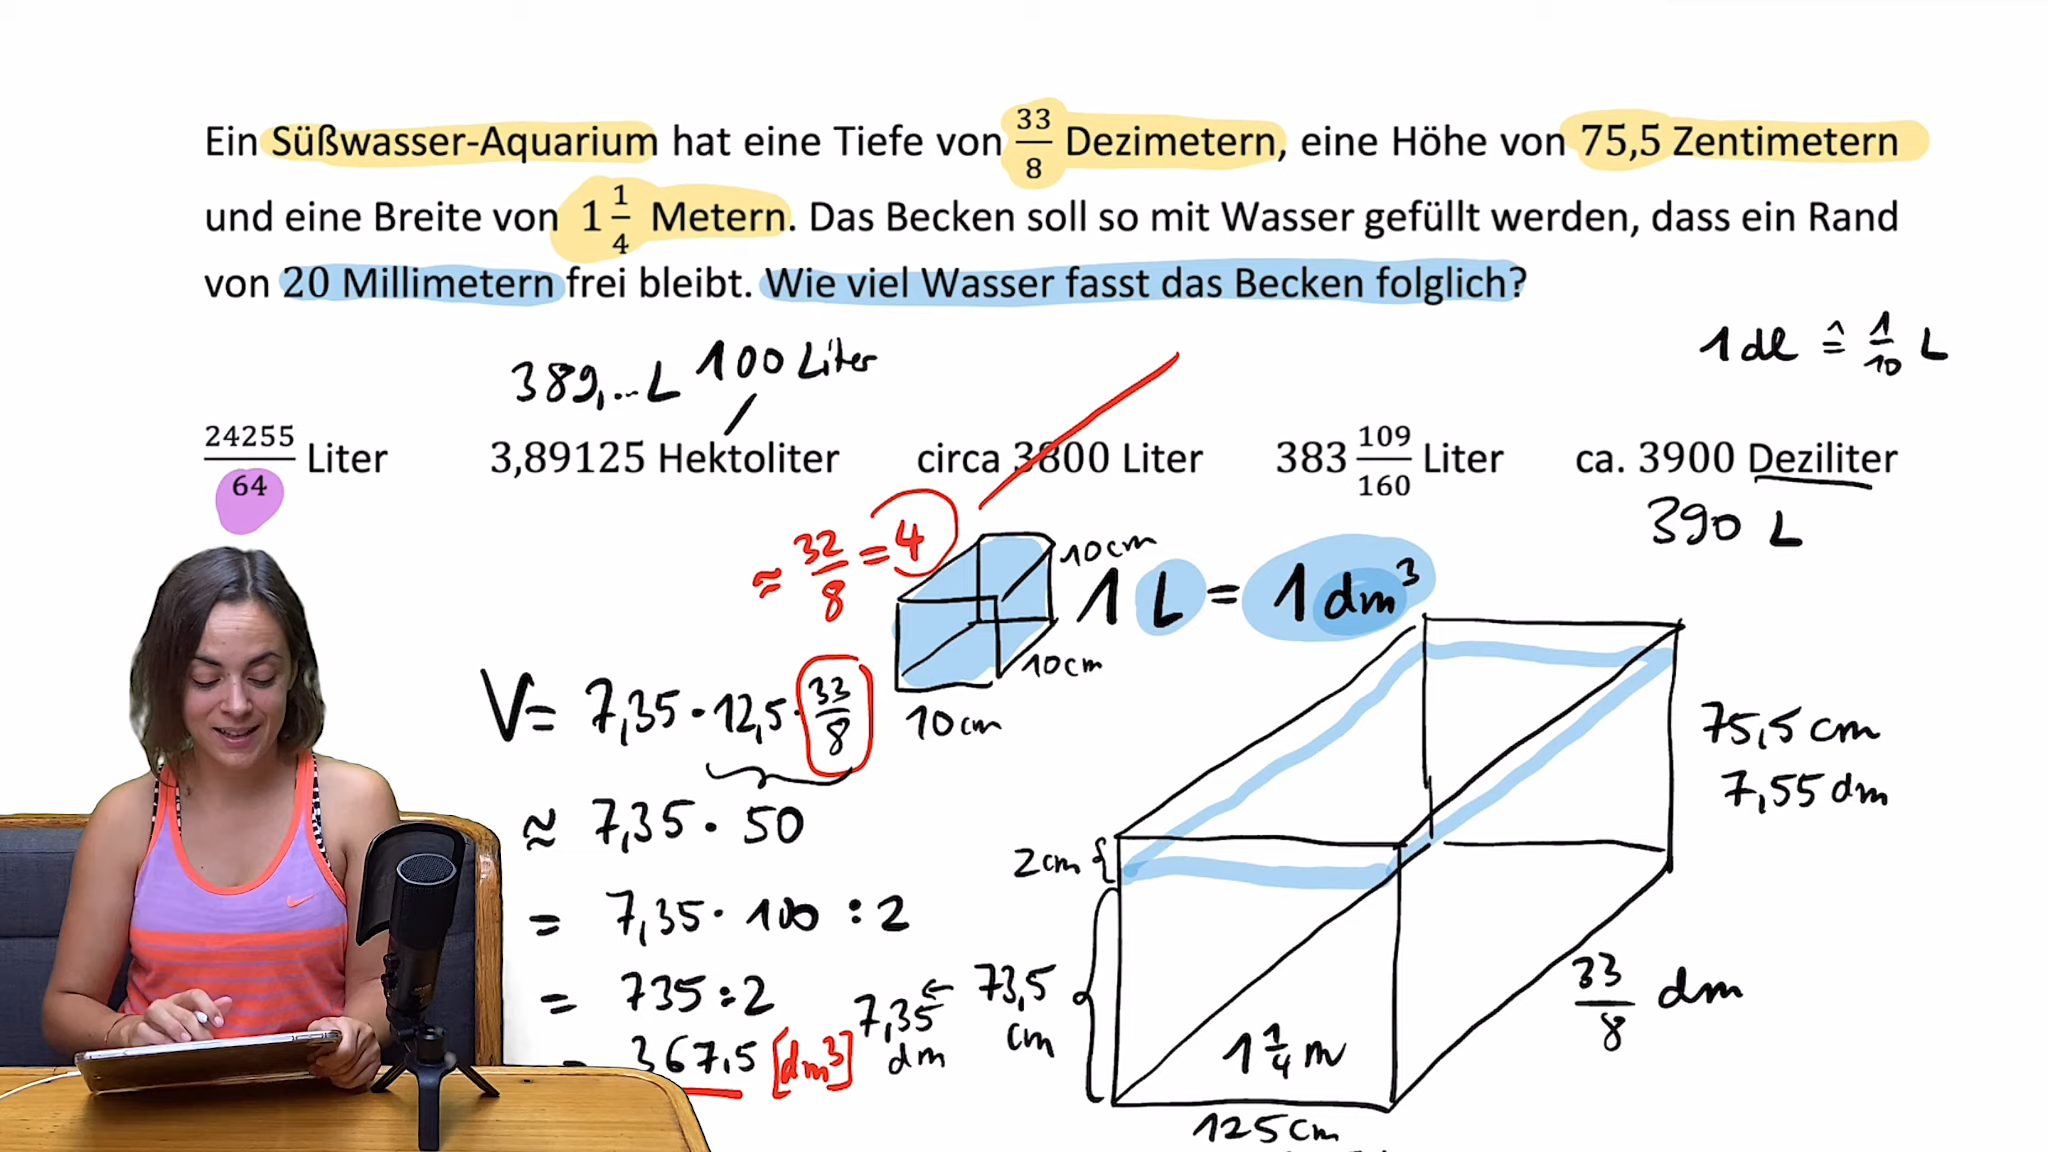 Ein Süßwasser-Aquarium hat eine Tiefe von 33/8 Dezimetern, eine Höhe von 75,5 Zentimetern
und eine Breite von 1 1/4 Metern. Das Becken soll so mit Wasser gefüllt werden, dass ein Rand
von 20 Millimetern frei bleibt. Wie viel Wasser fasst das Becken folglich?
1 dl ≙ 1/10 L
389,... L 100 Liter
24255/64 Liter
3,89125 Hektoliter
circa 3800 Liter
383 109/160 Liter
ca. 3900 Deziliter
390 L
≈ 32/8 = 4
10cm
10cm
10cm
1 L = 1 dm³
V = 7,35 · 12,5 · 33/8
≈ 7,35 · 50
= 7,35 · 100 : 2
= 735 : 2
= 367,5 [dm³]
75,5 cm
7,55 dm
2cm {
7,35 dm ← 73,5 cm
33/8 dm
1 1/4 m
125cm